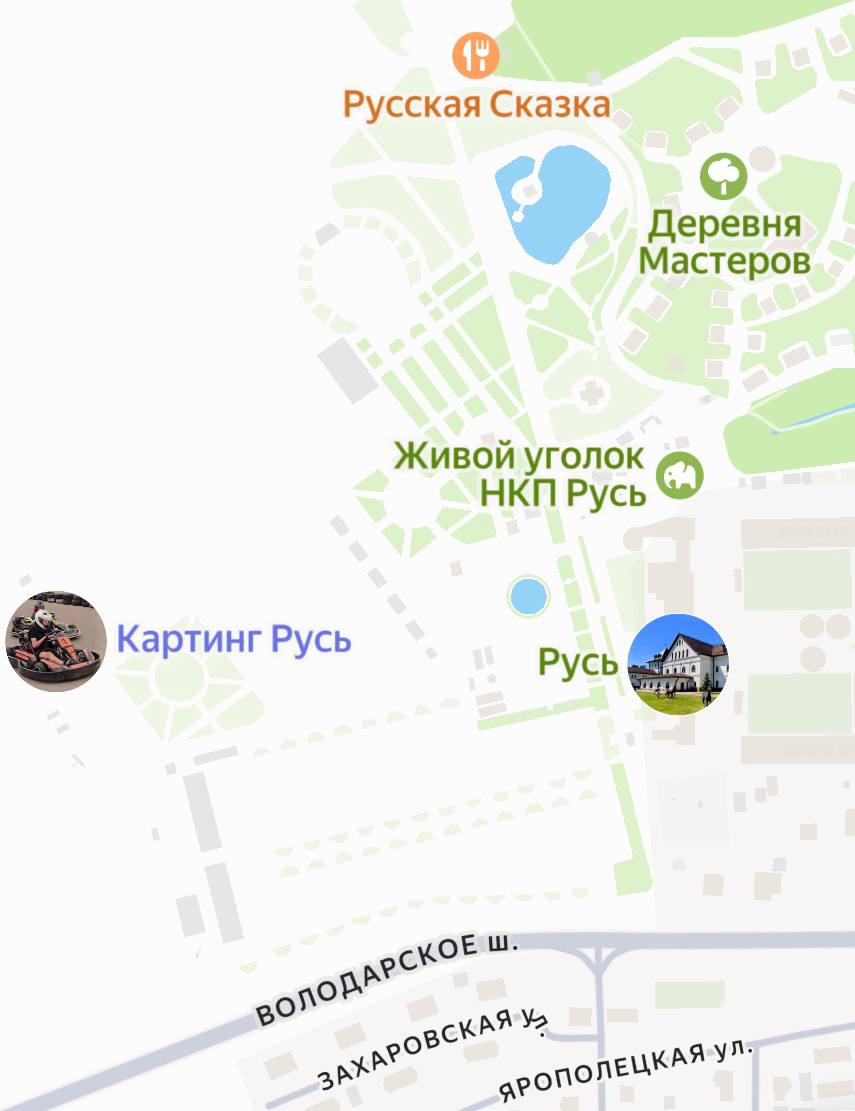 Русская Сказка
Деревня
Мастеров
Живой уголок
НКП Русь
Картинг Русь
Русь
ВОЛОДАРСКОЕ ш.
ЗАХАРОВСКАЯ ул.
ЯРОПОЛЕЦКАЯ ул.